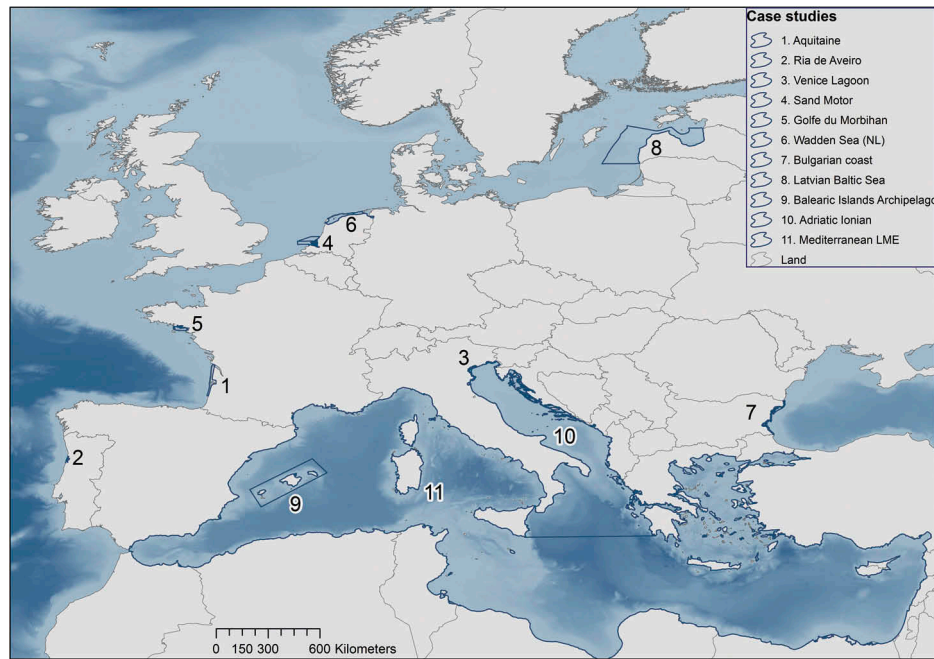 Case studies
1. Aquitaine
2. Ria de Aveiro
3. Venice Lagoon
4. Sand Motor
5. Golfe du Morbihan
6. Wadden Sea (NL)
7. Bulgarian coast
8. Latvian Baltic Sea
9. Balearic Islands Archipelago
10. Adriatic Ionian
11. Mediterranean LME
Land
8
6
4
5
3
1
7
10
2
11
9
0 150 300 600 Kilometers